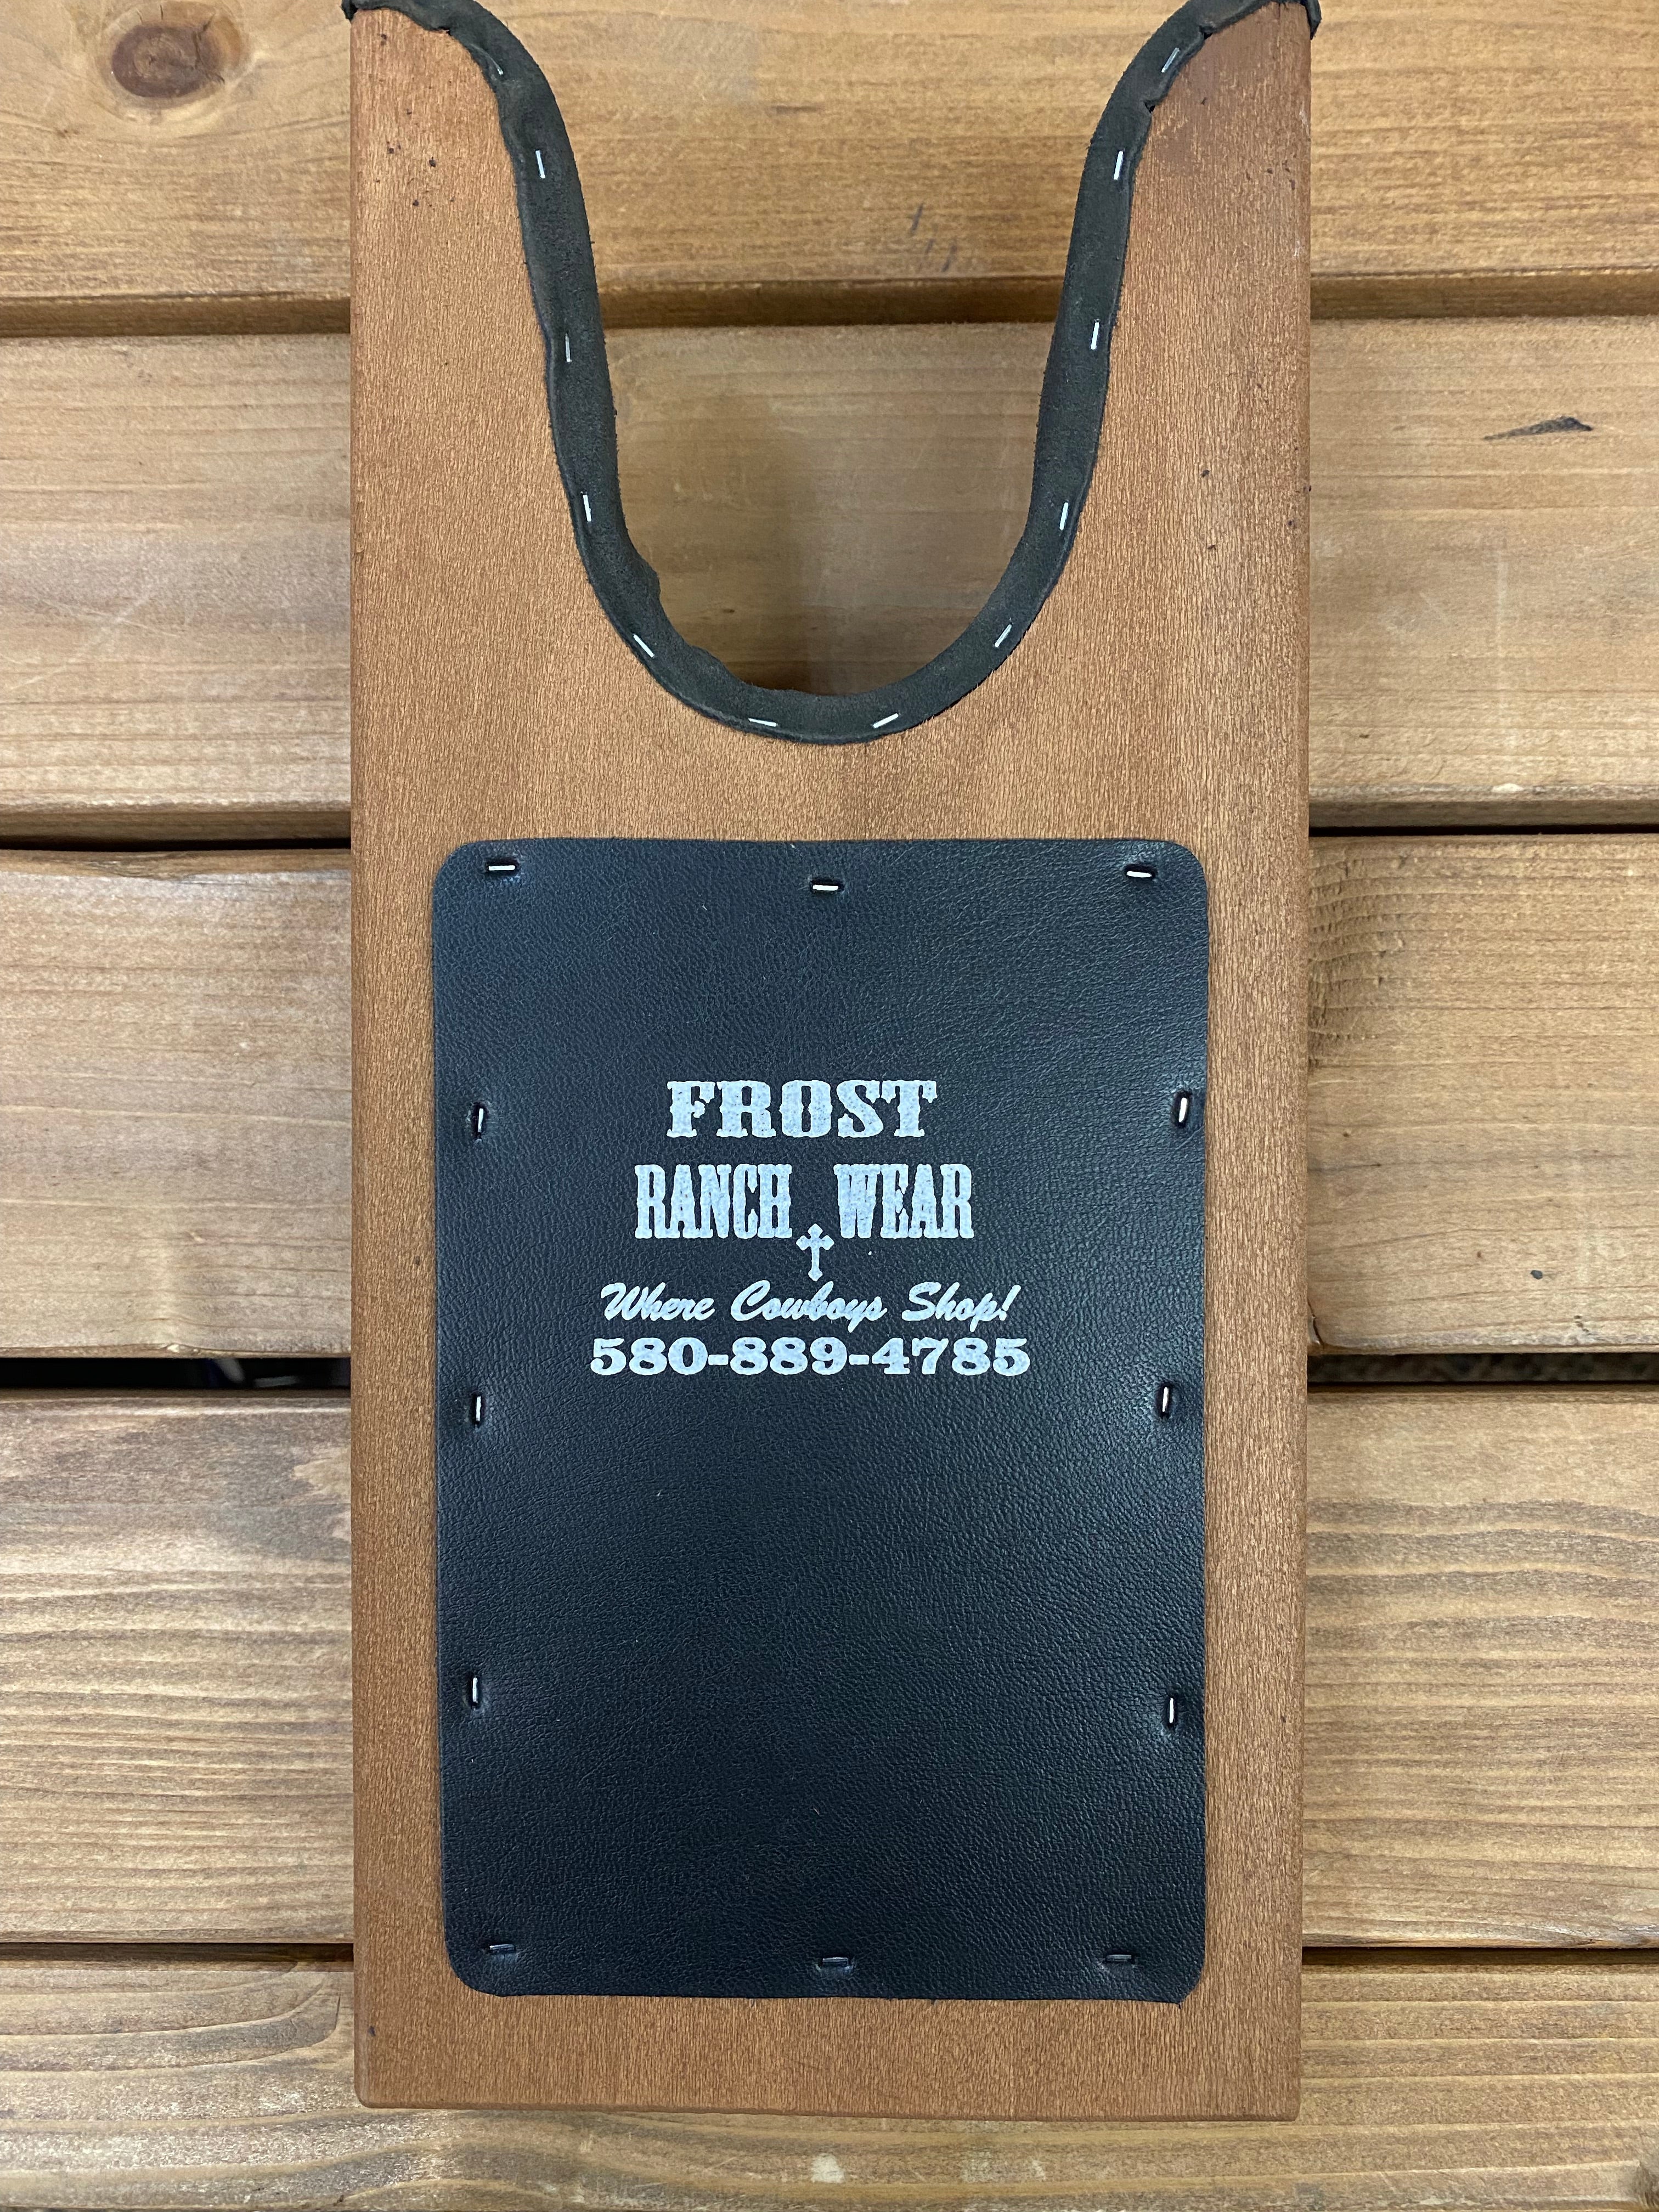 FROST
RANCH WEAR
Where Cowboys Shop!
580-889-4785